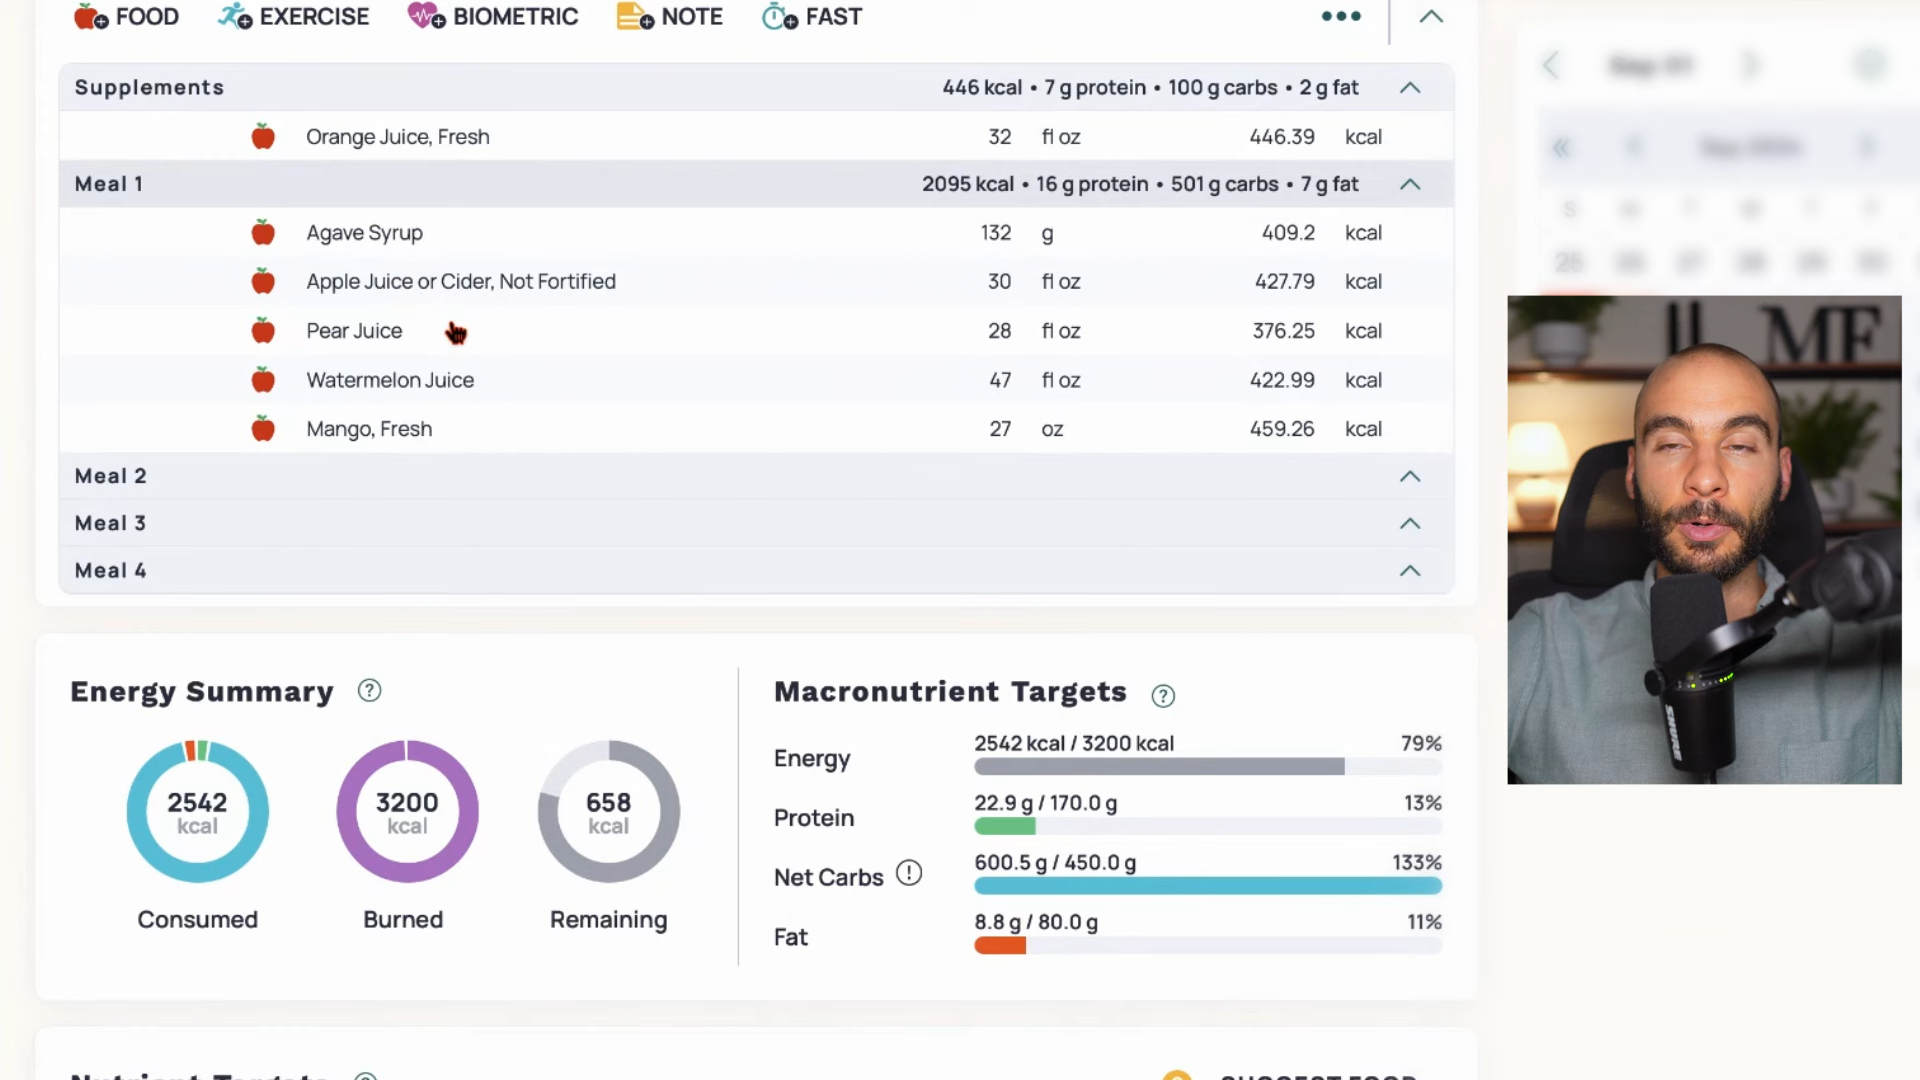 FOOD EXERCISE BIOMETRIC NOTE FAST
Supplements 446 kcal • 7 g protein • 100 g carbs • 2 g fat
Orange Juice, Fresh 32 fl oz 446.39 kcal
Meal 1 2095 kcal • 16 g protein • 501 g carbs • 7 g fat
Agave Syrup 132 g 409.2 kcal
Apple Juice or Cider, Not Fortified 30 fl oz 427.79 kcal
Pear Juice 28 fl oz 376.25 kcal
Watermelon Juice 47 fl oz 422.99 kcal
Mango, Fresh 27 oz 459.26 kcal
Meal 2
Meal 3
Meal 4
Energy Summary ?
2542 kcal
Consumed
3200 kcal
Burned
658 kcal
Remaining
Macronutrient Targets ?
Energy 2542 kcal / 3200 kcal 79%
Protein 22.9 g / 170.0 g 13%
Net Carbs ! 600.5 g / 450.0 g 133%
Fat 8.8 g / 80.0 g 11%
Nutrient Targets ? SUGGEST FOOD
MF
SHURE